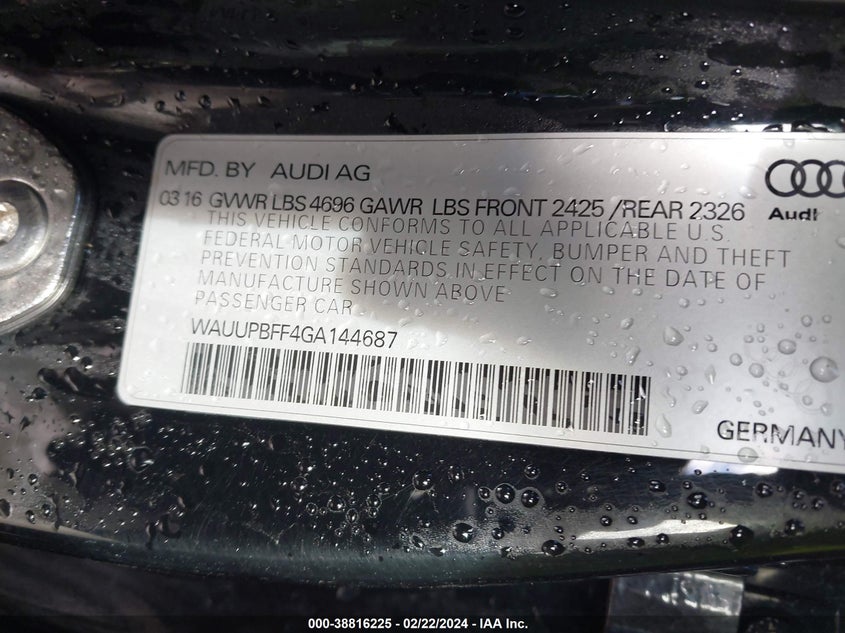 MFD. BY AUDI AG
03 16 GVWR LBS 4696 GAWR LBS FRONT 2425 /REAR 2326
Audi
THIS VEHICLE CONFORMS TO ALL APPLICABLE U.S.
FEDERAL MOTOR VEHICLE SAFETY, BUMPER AND THEFT
PREVENTION STANDARDS IN EFFECT ON THE DATE OF
MANUFACTURE SHOWN ABOVE
PASSENGER CAR
WAUUPBFF4GA144687
GERMANY
000-38816225 - 02/22/2024 - IAA Inc.